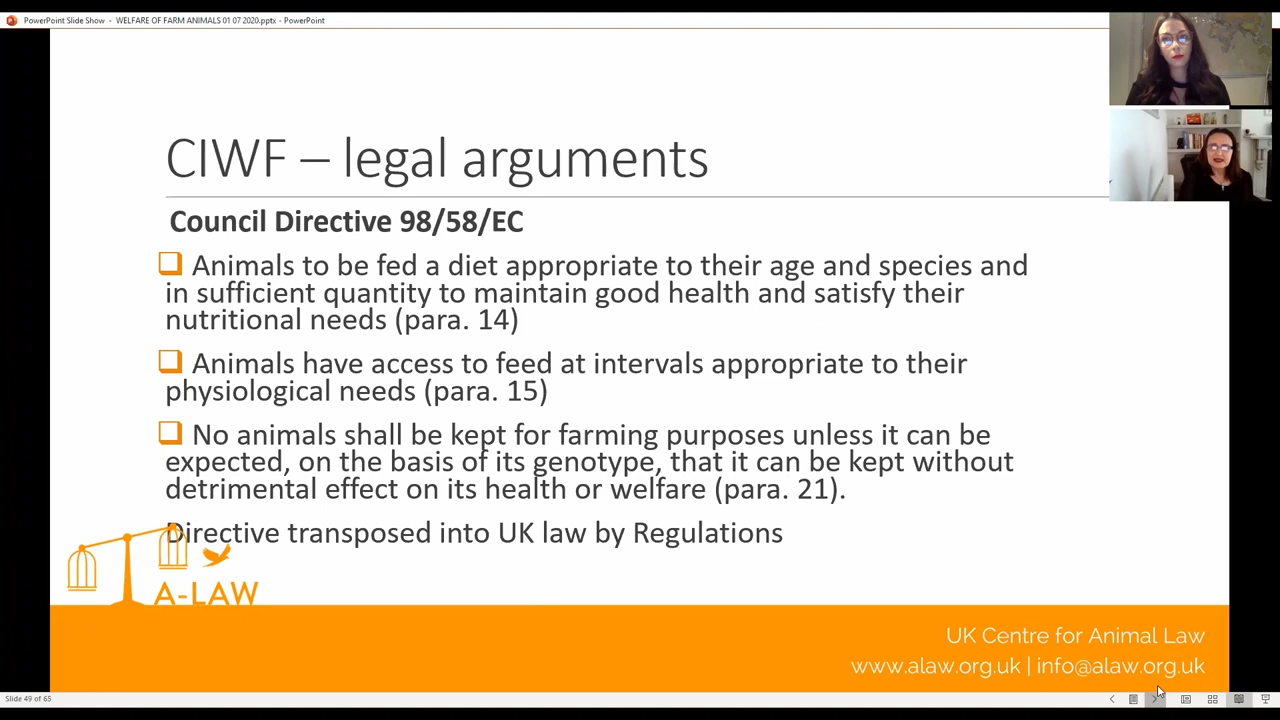 PowerPoint Slide Show - WELFARE OF FARM ANIMALS 01 07 2020.pptx - PowerPoint
CIWF – legal arguments
Council Directive 98/58/EC
Animals to be fed a diet appropriate to their age and species and
in sufficient quantity to maintain good health and satisfy their
nutritional needs (para. 14)
Animals have access to feed at intervals appropriate to their
physiological needs (para. 15)
No animals shall be kept for farming purposes unless it can be
expected, on the basis of its genotype, that it can be kept without
detrimental effect on its health or welfare (para. 21).
Directive transposed into UK law by Regulations
A-LAW
UK Centre for Animal Law
www.alaw.org.uk | info@alaw.org.uk
Slide 49 of 65